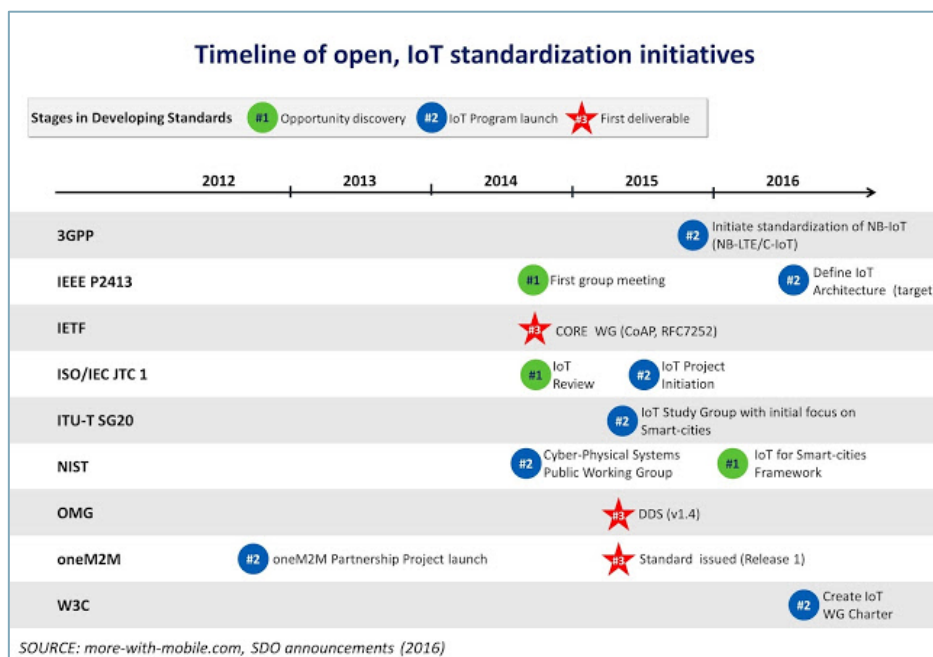 Timeline of open, IoT standardization initiatives
Stages in Developing Standards #1 Opportunity discovery #2 IoT Program launch #3 First deliverable
2012 2013 2014 2015 2016
3GPP
#2 Initiate standardization of NB-IoT
(NB-LTE/C-IoT)
IEEE P2413
#1 First group meeting
#2 Define IoT
Architecture (target
IETF
#3 CORE WG (CoAP, RFC7252)
ISO/IEC JTC 1
#1 IoT
Review
#2 IoT Project
Initiation
ITU-T SG20
#2 IoT Study Group with initial focus on
Smart-cities
NIST
#2 Cyber-Physical Systems
Public Working Group
#1 IoT for Smart-cities
Framework
OMG
#3 DDS (v1.4)
oneM2M
#2 oneM2M Partnership Project launch
#3 Standard issued (Release 1)
W3C
#2 Create IoT
WG Charter
SOURCE: more-with-mobile.com, SDO announcements (2016)